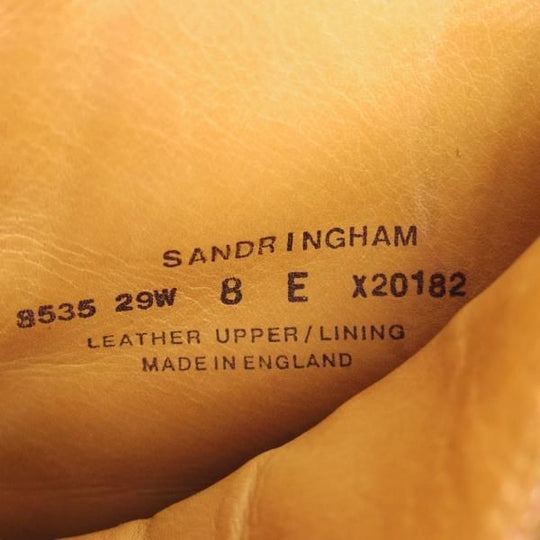 SANDRINGHAM
8535 29W 8 E X20182
LEATHER UPPER/LINING
MADE IN ENGLAND